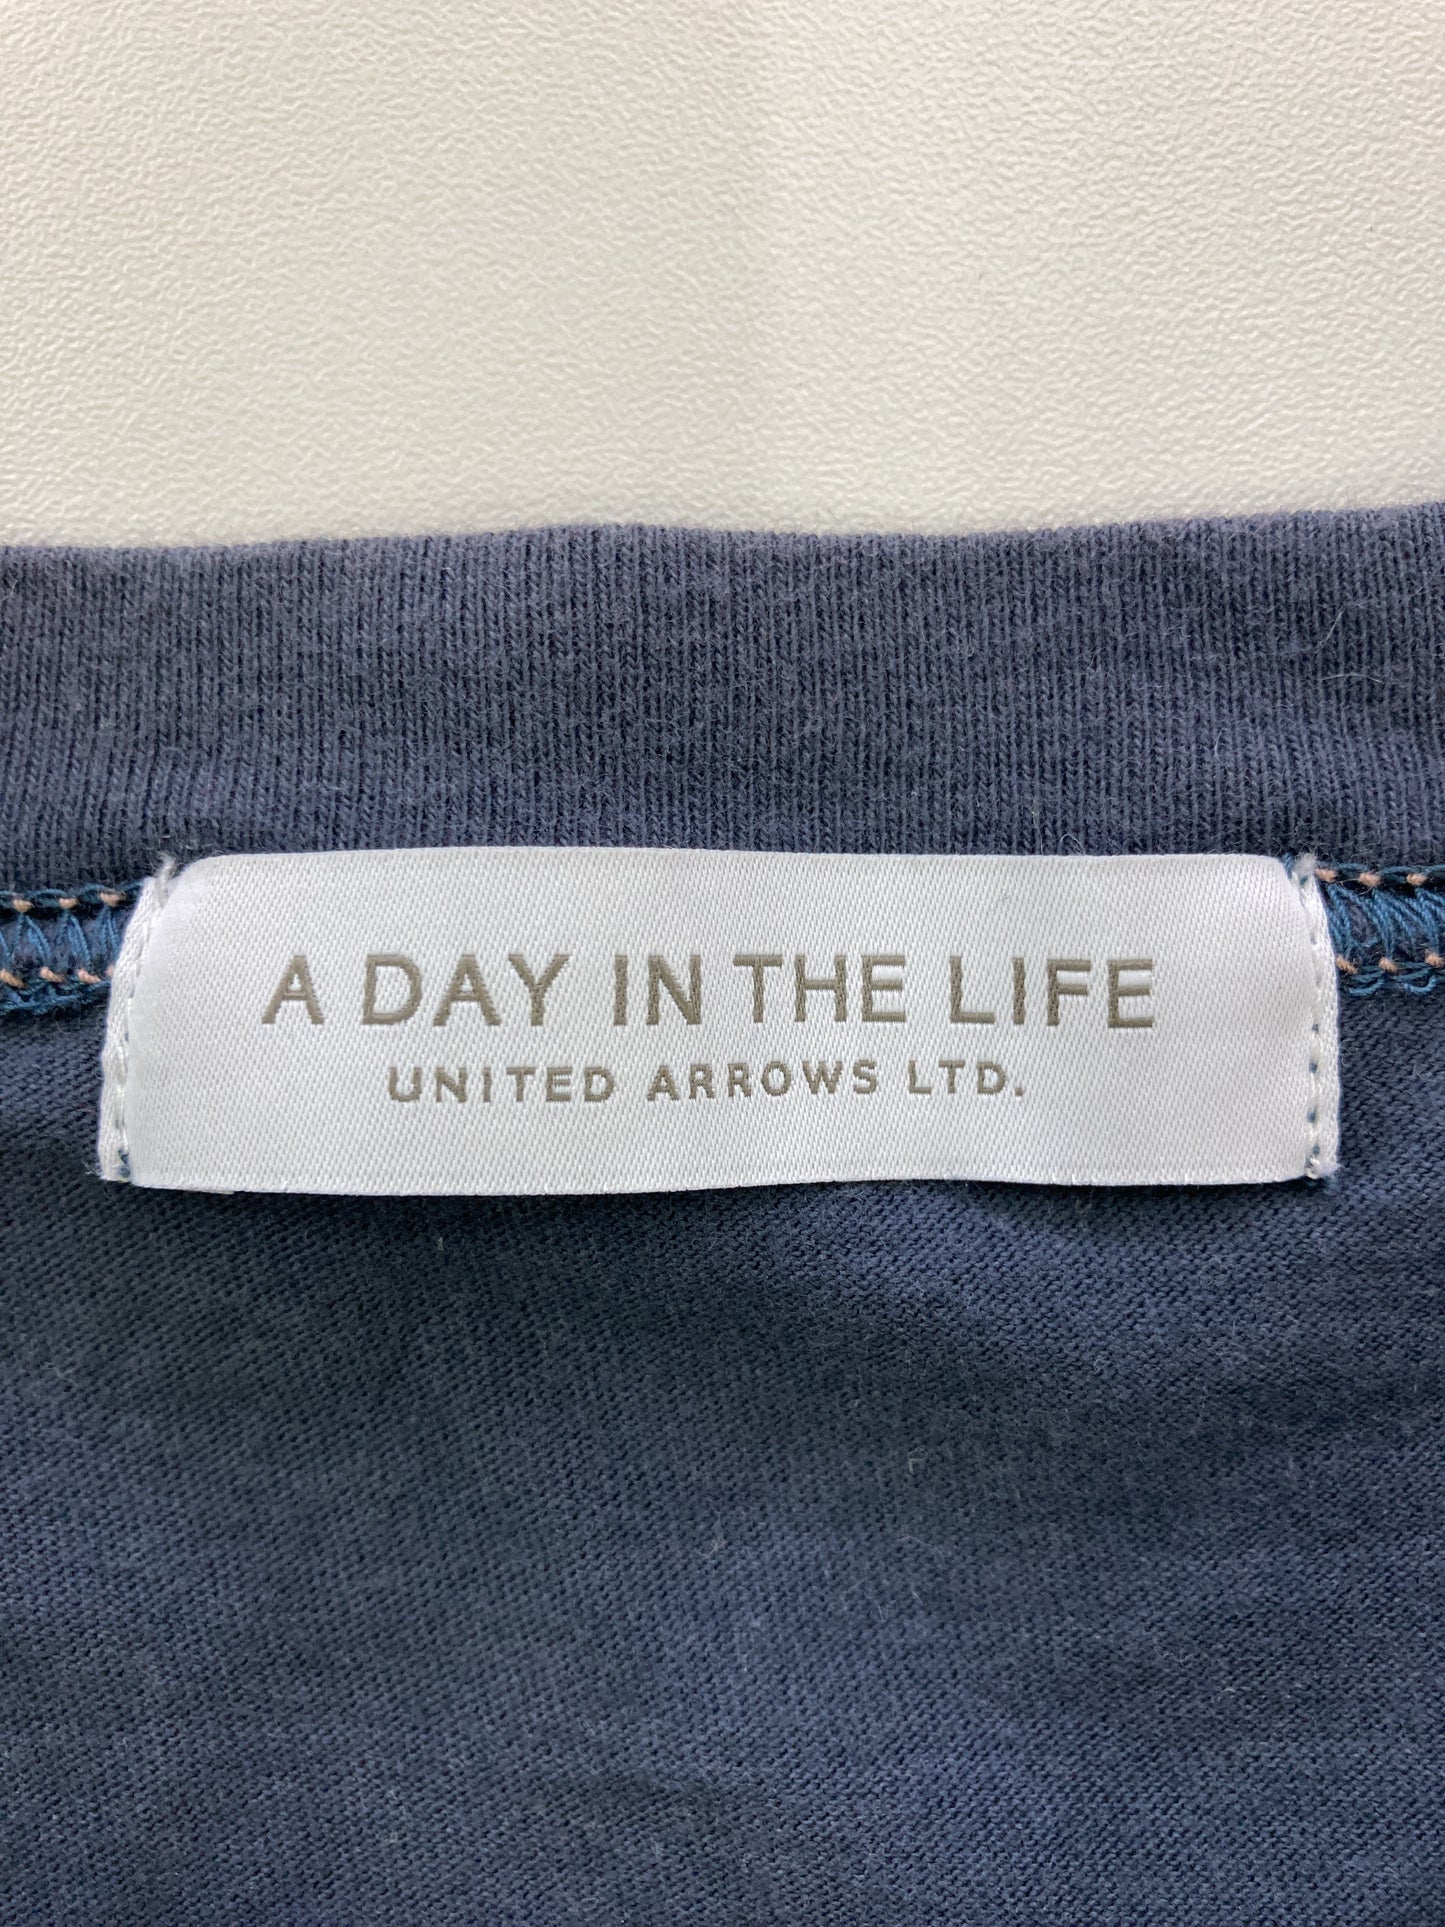 A DAY IN THE LIFE
UNITED ARROWS LTD.